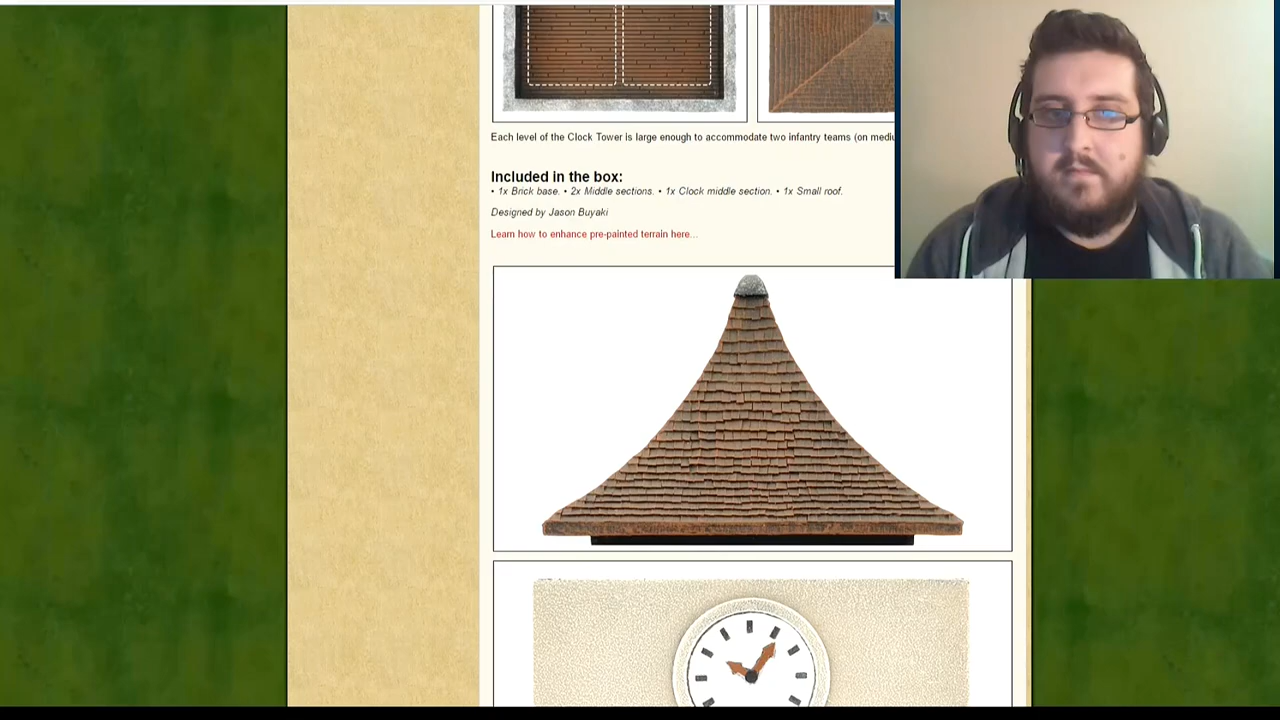 Each level of the Clock Tower is large enough to accommodate two infantry teams (on
Included in the box:
• 1x Brick base. • 2x Middle sections. • 1x Clock middle section. • 1x Small roof.
Designed by Jason Buyaki
Learn how to enhance pre-painted terrain here...